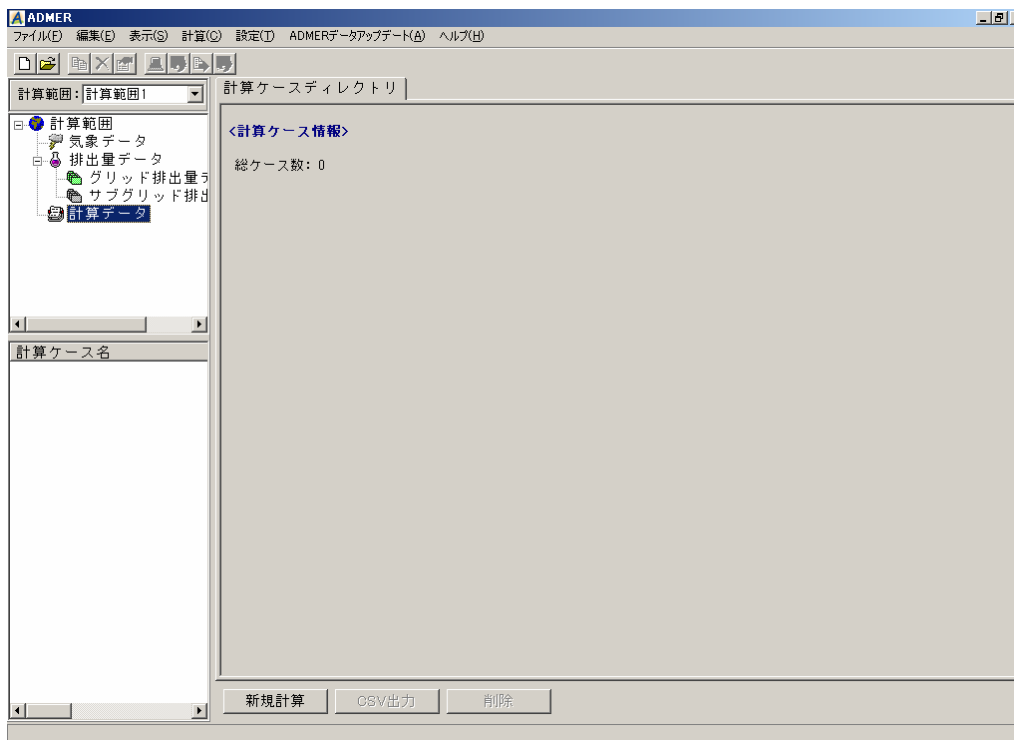 ADMER
ファイル(F) 編集(E) 表示(S) 計算(C) 設定(T) ADMERデータアップデート(A) ヘルプ(H)
計算範囲: 計算範囲1
計算範囲
気象データ
排出量データ
グリッド排出量デ
サブグリッド排出
計算データ
計算ケース名
計算ケースディレクトリ
<計算ケース情報>
総ケース数: 0
新規計算 CSV出力 削除